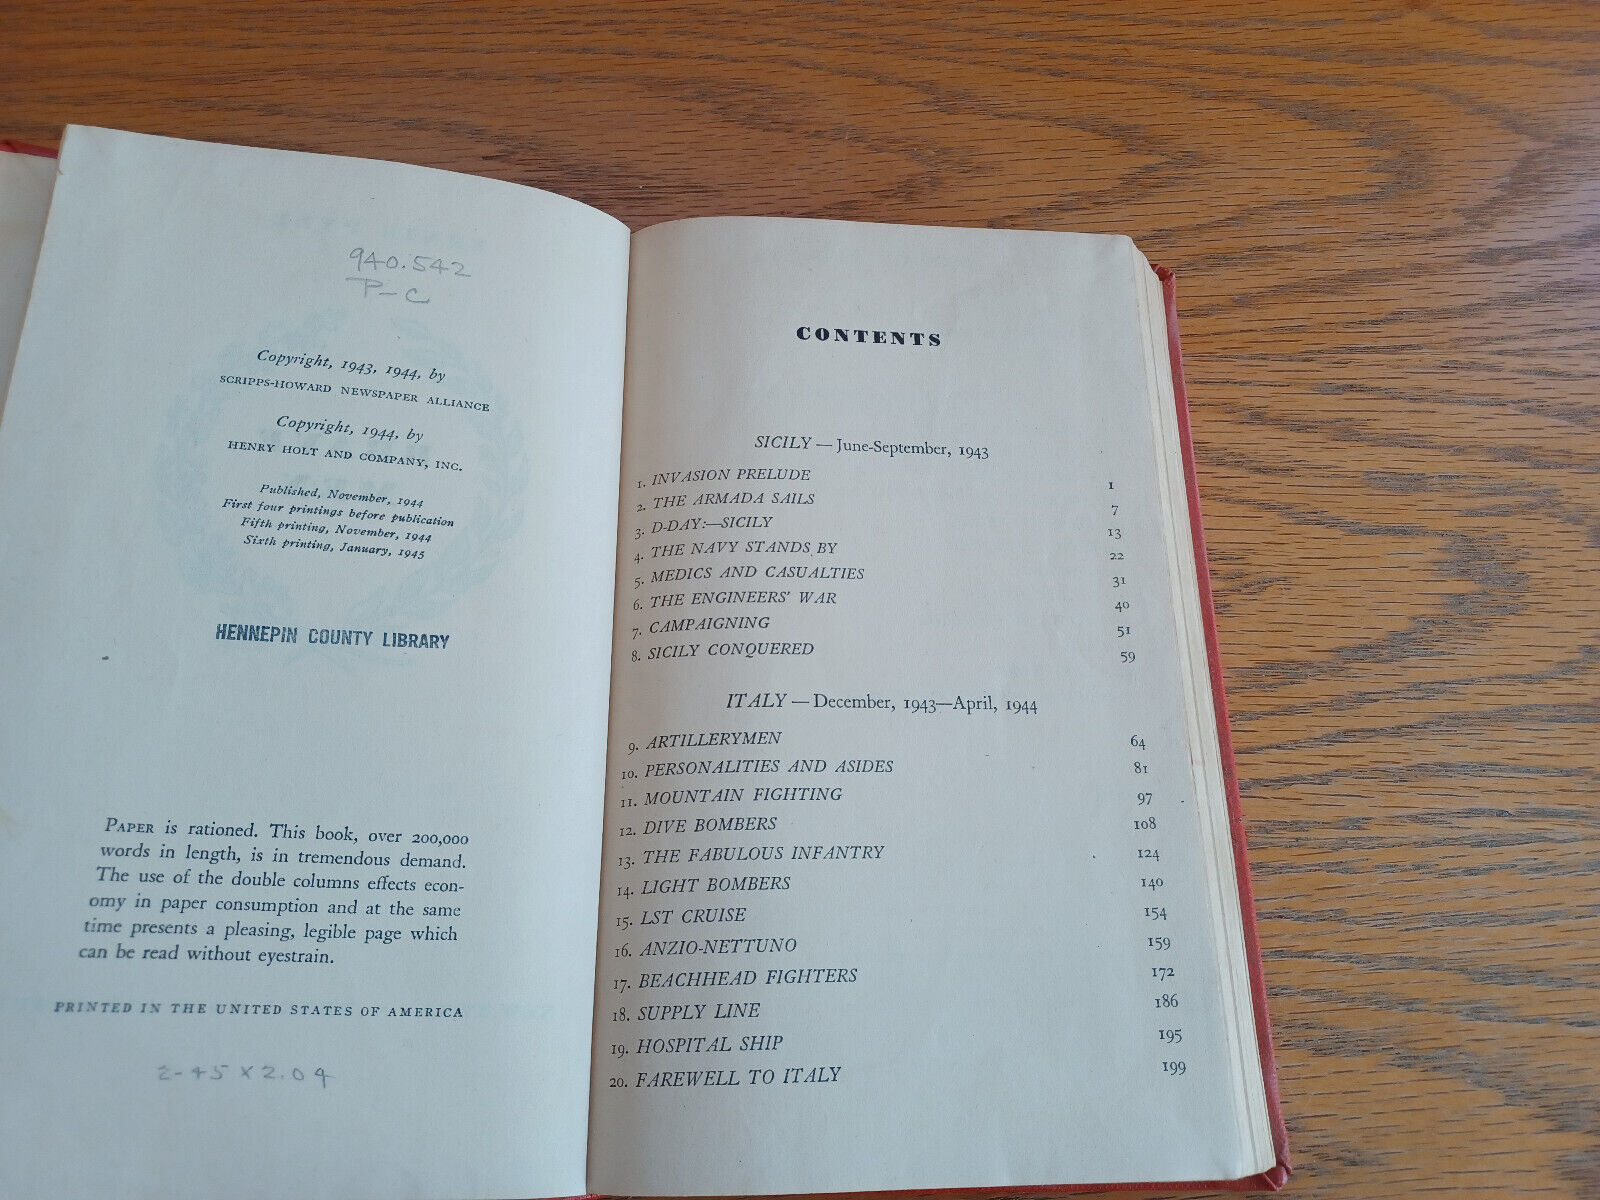 940.542
P-C
Copyright, 1943, 1944, by
SCRIPPS-HOWARD NEWSPAPER ALLIANCE
Copyright, 1944, by
HENRY HOLT AND COMPANY, INC.
Published, November, 1944
First four printings before publication
Fifth printing, November, 1944
Sixth printing, January, 1945
HENNEPIN COUNTY LIBRARY
PAPER is rationed. This book, over 200,000
words in length, is in tremendous demand.
The use of the double columns effects econ-
omy in paper consumption and at the same
time presents a pleasing, legible page which
can be read without eyestrain.
PRINTED IN THE UNITED STATES OF AMERICA
2-45 x 2.04
CONTENTS
SICILY — June-September, 1943
1. INVASION PRELUDE 1
2. THE ARMADA SAILS 7
3. D-DAY:—SICILY 13
4. THE NAVY STANDS BY 22
5. MEDICS AND CASUALTIES 31
6. THE ENGINEERS' WAR 40
7. CAMPAIGNING 51
8. SICILY CONQUERED 59
ITALY — December, 1943—April, 1944
9. ARTILLERYMEN 64
10. PERSONALITIES AND ASIDES 81
11. MOUNTAIN FIGHTING 97
12. DIVE BOMBERS 108
13. THE FABULOUS INFANTRY 124
14. LIGHT BOMBERS 140
15. LST CRUISE 154
16. ANZIO-NETTUNO 159
17. BEACHHEAD FIGHTERS 172
18. SUPPLY LINE 186
19. HOSPITAL SHIP 195
20. FAREWELL TO ITALY 199